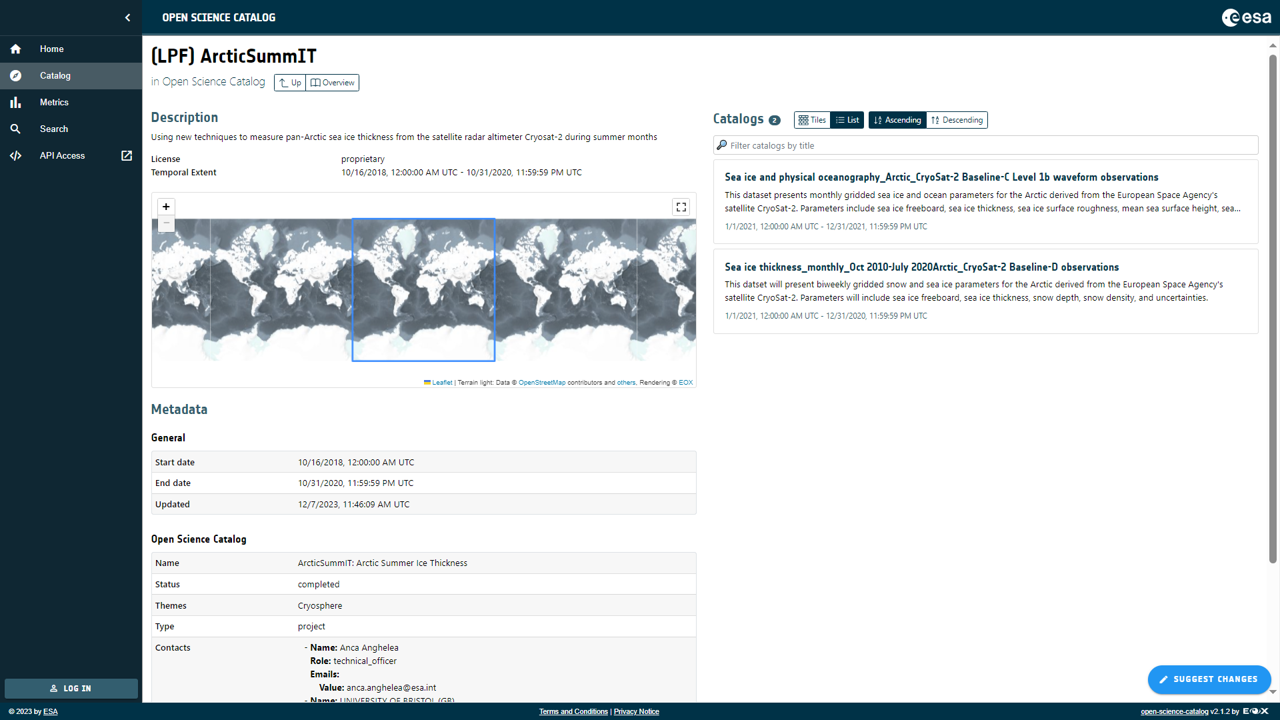 OPEN SCIENCE CATALOG
esa
Home
Catalog
Metrics
Search
API Access
LOG IN
(LPF) ArcticSummIT
in Open Science Catalog
Up
Overview
Description
Using new techniques to measure pan-Arctic sea ice thickness from the satellite radar altimeter Cryosat-2 during summer months
License proprietary
Temporal Extent 10/16/2018, 12:00:00 AM UTC - 10/31/2020, 11:59:59 PM UTC
+
−
Leaflet | Terrain light: Data © OpenStreetMap contributors and others, Rendering © EOX
Metadata
General
Start date 10/16/2018, 12:00:00 AM UTC
End date 10/31/2020, 11:59:59 PM UTC
Updated 12/7/2023, 11:46:09 AM UTC
Open Science Catalog
Name ArcticSummIT: Arctic Summer Ice Thickness
Status completed
Themes Cryosphere
Type project
Contacts - Name: Anca Anghelea
Role: technical_officer
Emails:
Value: anca.anghelea@esa.int
- Name: UNIVERSITY OF BRISTOL (GB)
Catalogs 2
Tiles
List
Ascending
Descending
Filter catalogs by title
Sea ice and physical oceanography_Arctic_CryoSat-2 Baseline-C Level 1b waveform observations
This dataset presents monthly gridded sea ice and ocean parameters for the Arctic derived from the European Space Agency's
satellite CryoSat-2. Parameters include sea ice freeboard, sea ice thickness, sea ice surface roughness, mean sea surface height, sea...
1/1/2021, 12:00:00 AM UTC - 12/31/2021, 11:59:59 PM UTC
Sea ice thickness_monthly_Oct 2010-July 2020Arctic_CryoSat-2 Baseline-D observations
This datset will present biweekly gridded snow and sea ice parameters for the Arctic derived from the European Space Agency's
satellite CryoSat-2. Parameters will include sea ice freeboard, sea ice thickness, snow depth, snow density, and uncertainties.
1/1/2021, 12:00:00 AM UTC - 12/31/2020, 11:59:59 PM UTC
SUGGEST CHANGES
© 2023 by ESA
Terms and Conditions | Privacy Notice
open-science-catalog v2.1.2 by EOX